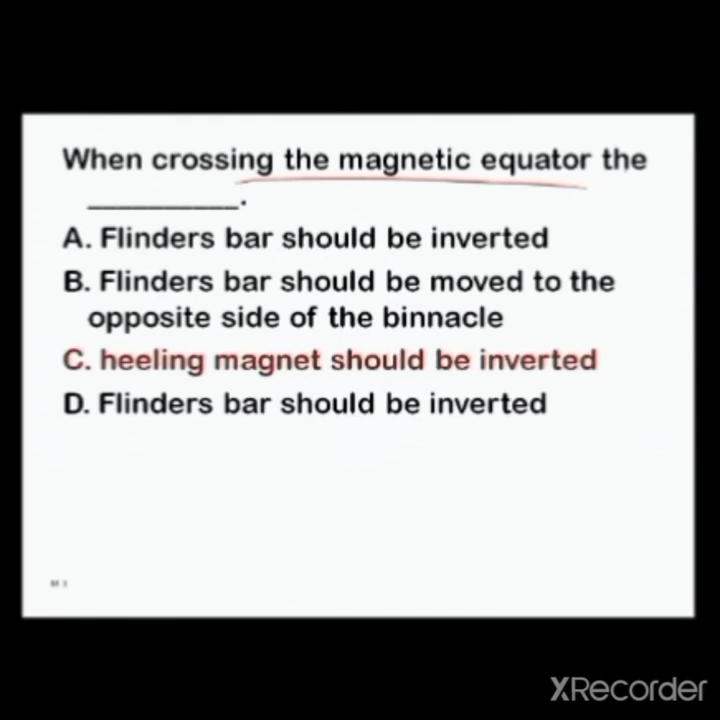 When crossing the magnetic equator the
__________.
A. Flinders bar should be inverted
B. Flinders bar should be moved to the
opposite side of the binnacle
C. heeling magnet should be inverted
D. Flinders bar should be inverted
XRecorder